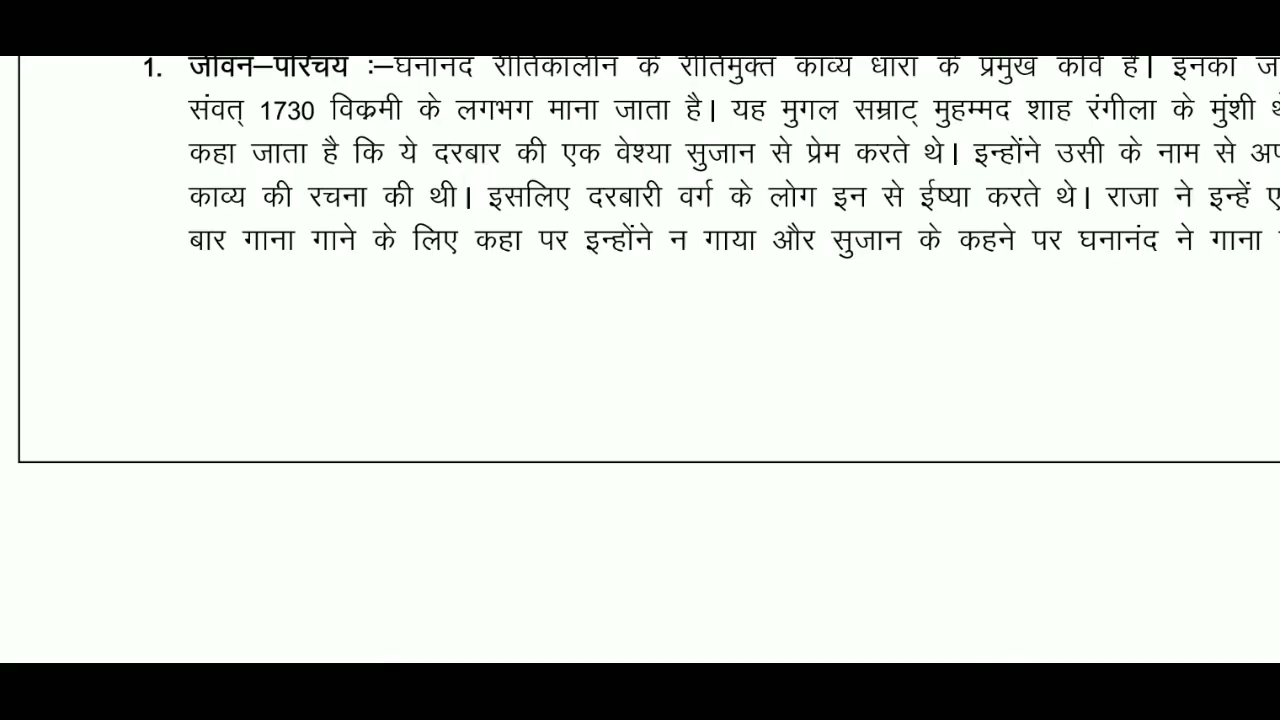 1. जीवन–परिचय :–घनानंद रीतिकालीन के रीतिमुक्त काव्य धारा के प्रमुख कवि हैं। इनका
संवत् 1730 विक्रमी के लगभग माना जाता है। यह मुगल सम्राट् मुहम्मद शाह रंगीला के मुंशी
कहा जाता है कि ये दरबार की एक वेश्या सुजान से प्रेम करते थे। इन्होंने उसी के नाम से
काव्य की रचना की थी। इसलिए दरबारी वर्ग के लोग इन से ईष्या करते थे। राजा ने इन्हें
बार गाना गाने के लिए कहा पर इन्होंने न गाया और सुजान के कहने पर घनानंद ने गाना